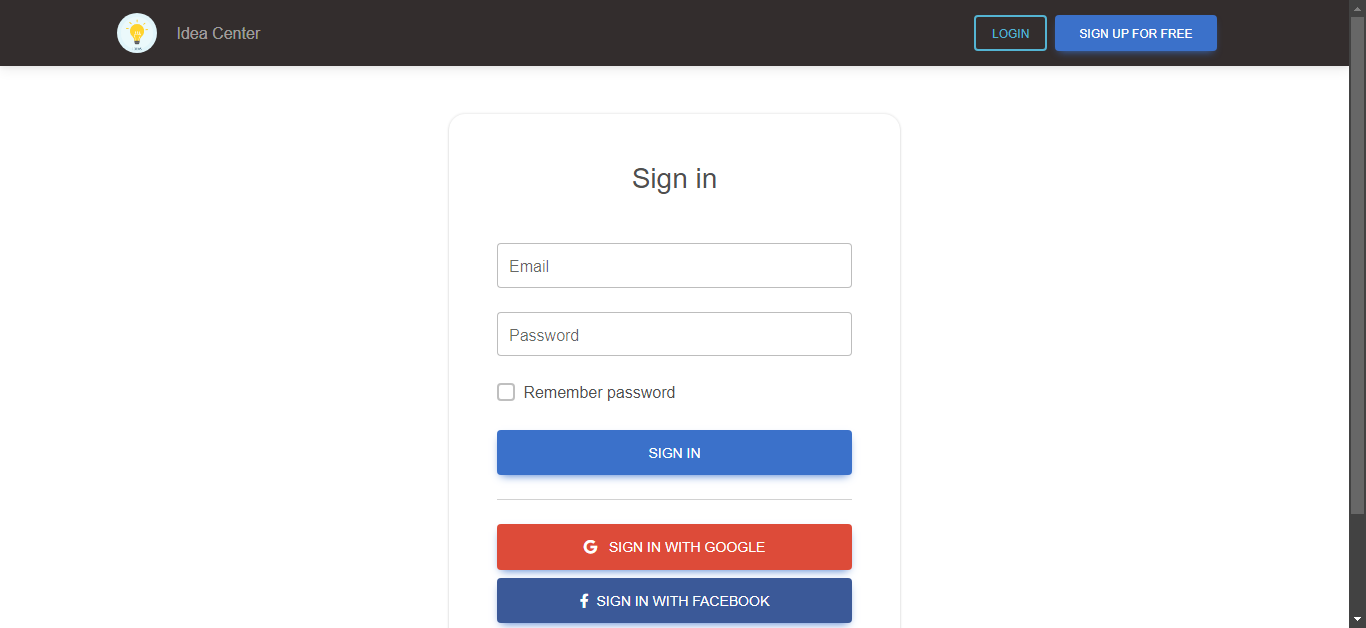 Idea Center
LOGIN
SIGN UP FOR FREE
Sign in
Email
Password
Remember password
SIGN IN
SIGN IN WITH GOOGLE
SIGN IN WITH FACEBOOK